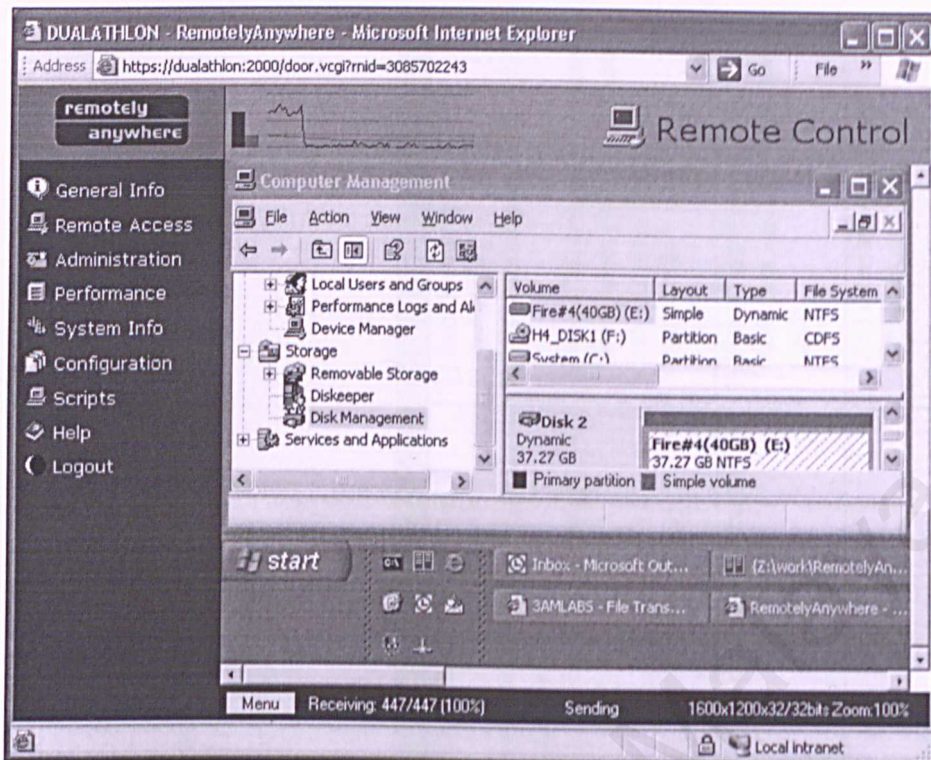 DUALATHLON - RemotelyAnywhere - Microsoft Internet Explorer
Address https://dualathlon:2000/door.vcgi?rnid=3085702243 Go File »
remotely
anywhere
Remote Control
General Info
Remote Access
Administration
Performance
System Info
Configuration
Scripts
Help
Logout
Computer Management
File Action View Window Help
Local Users and Groups
Performance Logs and Al
Device Manager
Storage
Removable Storage
Diskeeper
Disk Management
Services and Applications
Volume Layout Type File System
Fire#4(40GB) (E:) Simple Dynamic NTFS
H4_DISK1 (F:) Partition Basic CDFS
System (C:) Partition Basic NTFS
Disk 2
Dynamic
37.27 GB
Fire#4(40GB) (E:)
37.27 GB NTFS
Primary partition Simple volume
start
Inbox - Microsoft Out... {Z:\work\RemotelyAn...
3AMLABS - File Trans... RemotelyAnywhere - ...
Menu Receiving: 447/447 (100%) Sending 1600x1200x32/32bits Zoom:100%
Local intranet